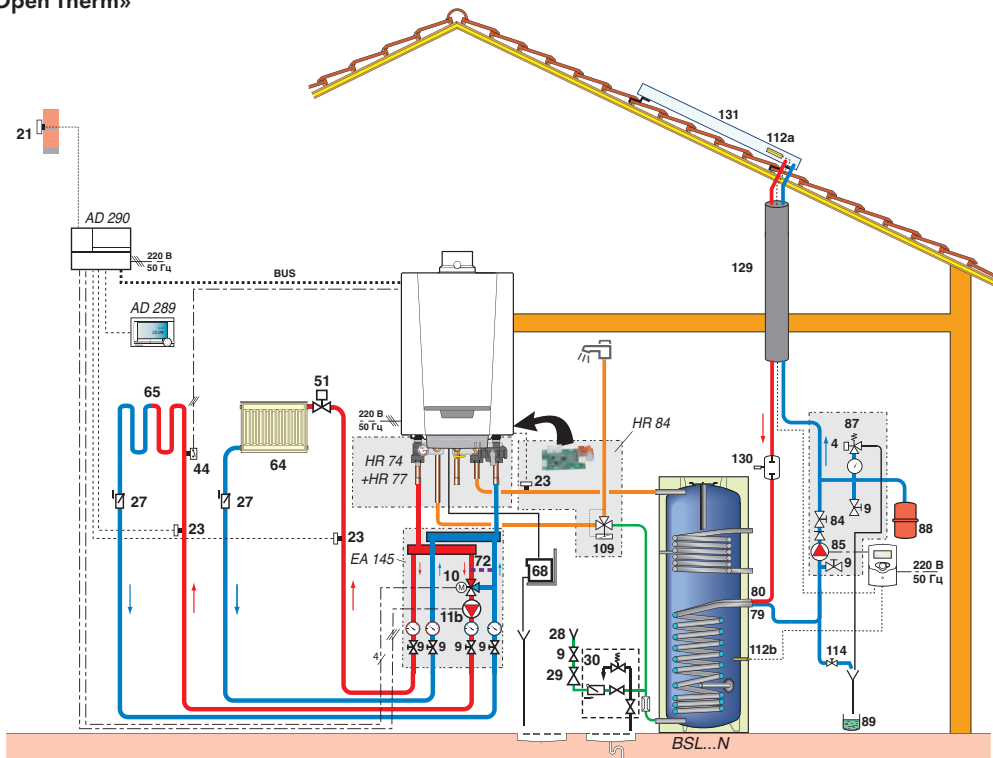 Open Therm»
131
112a
21
AD 290
220 В
50 Гц
BUS
129
AD 289
51
65
220 В
50 Гц
HR 84
87
4
130
64
44
HR 74
+HR 77
23
27
27
9
84
88
23
23
109
85
EA 145
72
9
220 В
50 Гц
10
M
68
80
79
11b
28
9
9
9
9
9
30
112b
114
4
29
89
BSL...N